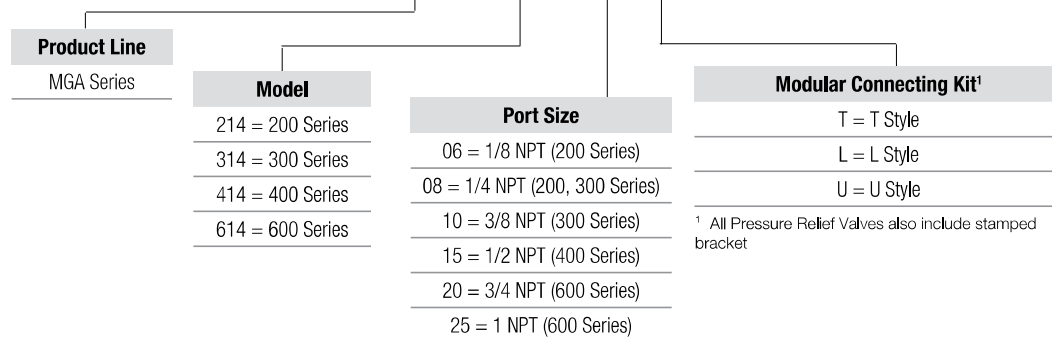 Product Line
MGA Series
Model
214 = 200 Series
314 = 300 Series
414 = 400 Series
614 = 600 Series
Port Size
06 = 1/8 NPT (200 Series)
08 = 1/4 NPT (200, 300 Series)
10 = 3/8 NPT (300 Series)
15 = 1/2 NPT (400 Series)
20 = 3/4 NPT (600 Series)
25 = 1 NPT (600 Series)
Modular Connecting Kit¹
T = T Style
L = L Style
U = U Style
¹ All Pressure Relief Valves also include stamped
bracket